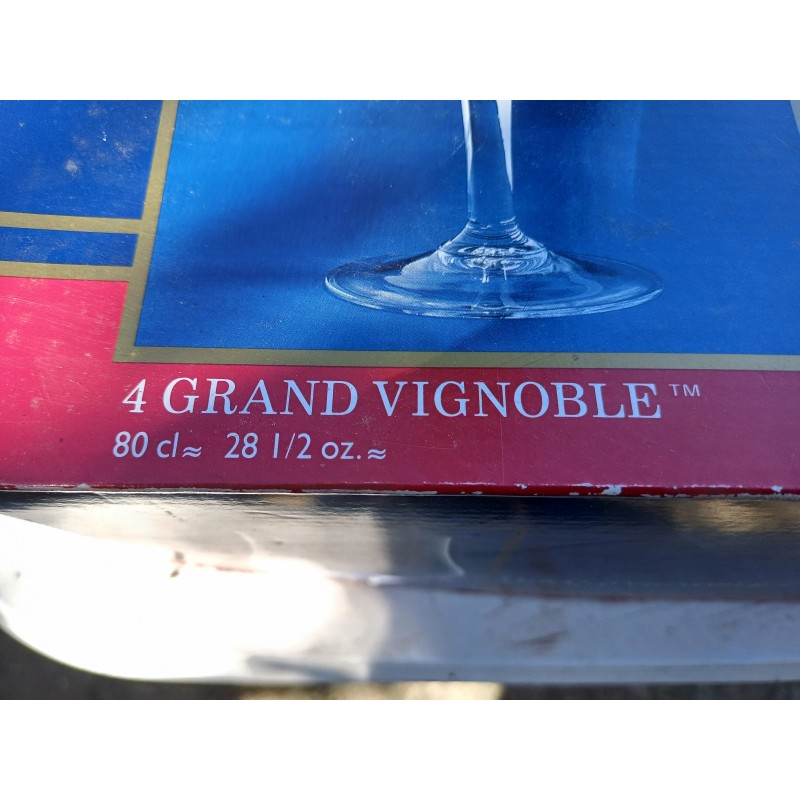 4 GRAND VIGNOBLE™
80 cl≈ 28 1/2 oz.≈